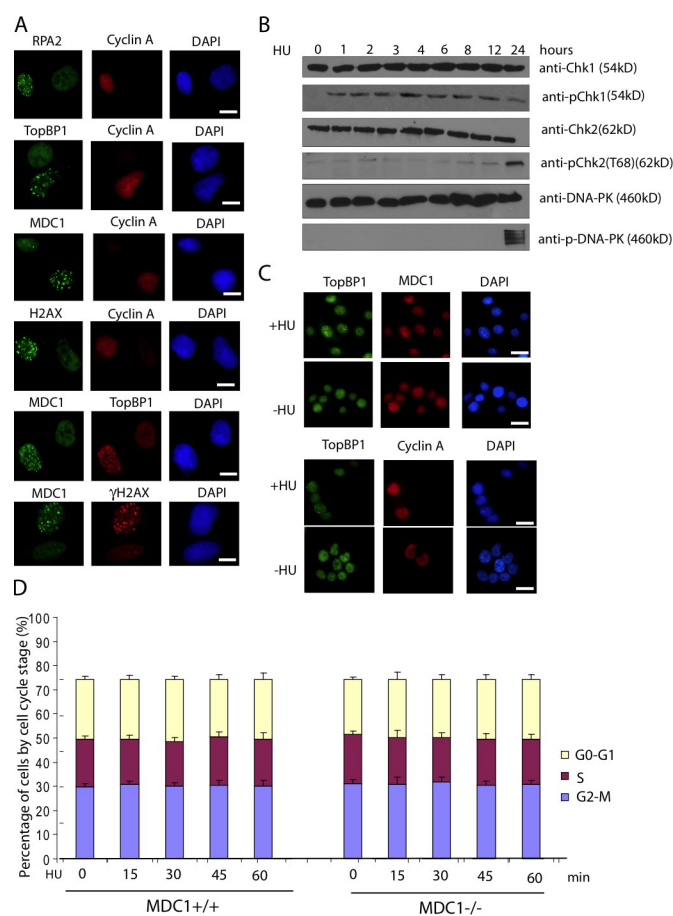 A
RPA2 Cyclin A DAPI
TopBP1 Cyclin A DAPI
MDC1 Cyclin A DAPI
H2AX Cyclin A DAPI
MDC1 TopBP1 DAPI
MDC1 γH2AX DAPI
B
HU 0 1 2 3 4 6 8 12 24 hours
anti-Chk1 (54kD)
anti-pChk1(54kD)
anti-Chk2(62kD)
anti-pChk2(T68)(62kD)
anti-DNA-PK (460kD)
anti-p-DNA-PK (460kD)
C
TopBP1 MDC1 DAPI
+HU
-HU
TopBP1 Cyclin A DAPI
+HU
-HU
D
Percentage of cells by cell cycle stage (%)
100
90
80
70
60
50
40
30
20
10
0
G0-G1
S
G2-M
HU 0 15 30 45 60 0 15 30 45 60 min
MDC1+/+ MDC1-/-